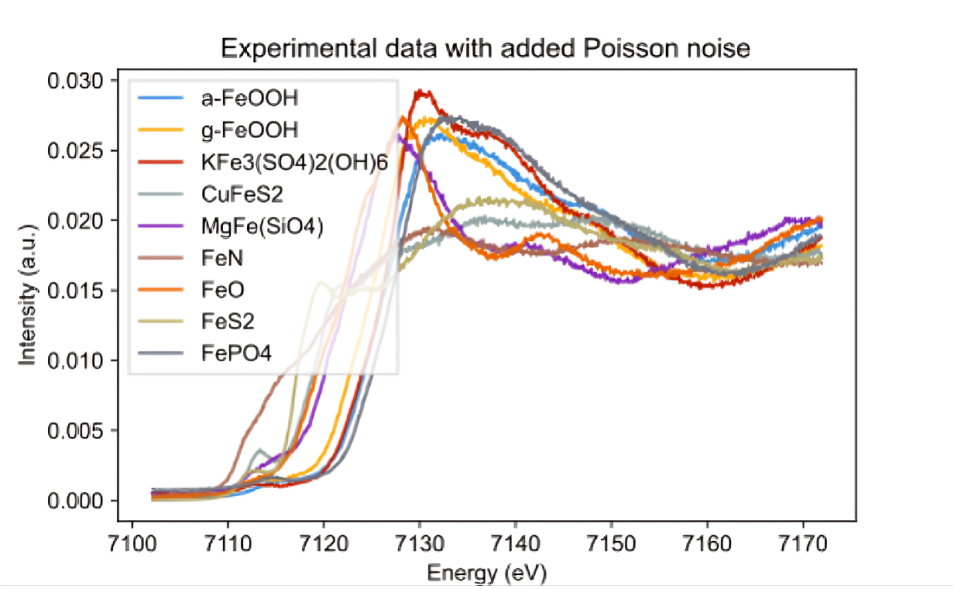 Experimental data with added Poisson noise
0.030
0.025
0.020
0.015
0.010
0.005
0.000
Intensity (a.u.)
a-FeOOH
g-FeOOH
KFe3(SO4)2(OH)6
CuFeS2
MgFe(SiO4)
FeN
FeO
FeS2
FePO4
7100 7110 7120 7130 7140 7150 7160 7170
Energy (eV)